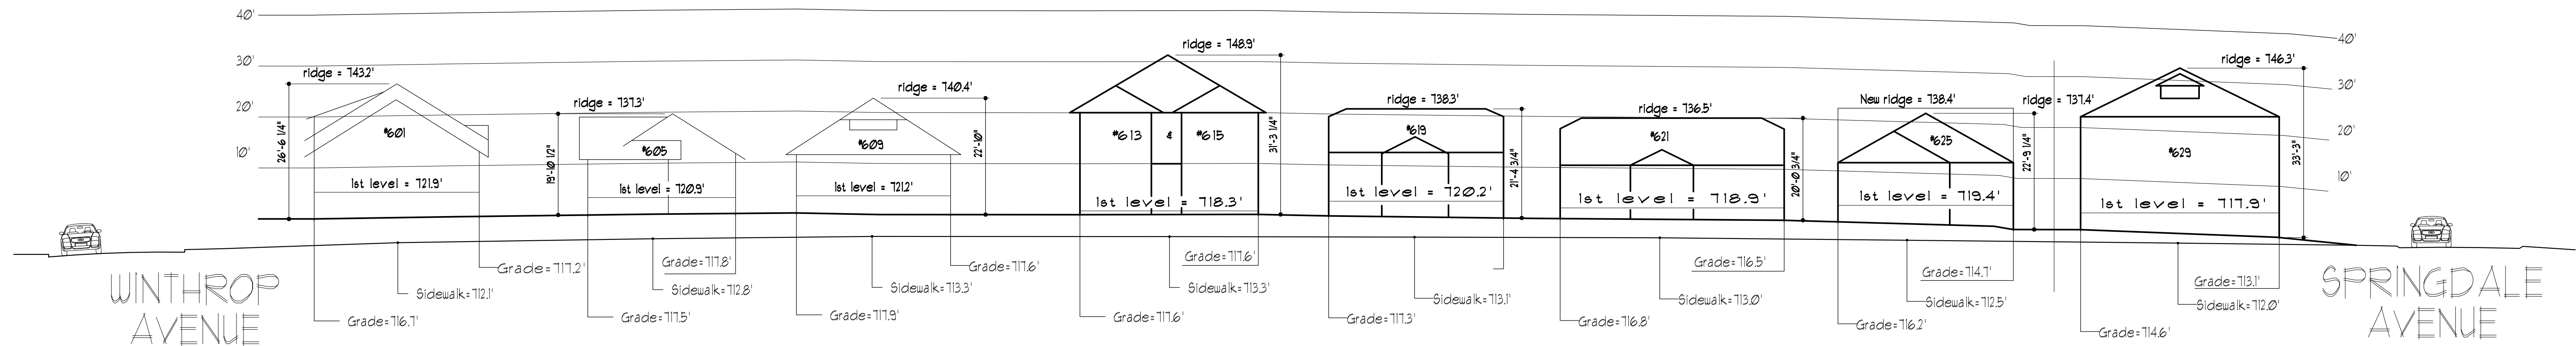 40'
30'
20'
10'
ridge = 743.2'
26'-6 1/4"
#601
1st level = 721.9'
ridge = 737.3'
19'-10 1/2"
#605
1st level = 720.9'
ridge = 740.4'
22'-10"
#609
1st level = 721.2'
ridge = 748.9'
31'-3 1/4"
#613 & #615
1st level = 718.3'
ridge = 738.3'
21'-4 3/4"
#619
1st level = 720.2'
ridge = 736.5'
20'-0 3/4"
#621
1st level = 718.9'
New ridge = 738.4'
ridge = 737.4'
22'-9 1/4"
#625
1st level = 719.4'
ridge = 746.3'
33'-3"
#629
1st level = 717.9'
40'
30'
20'
10'
WINTHROP
AVENUE
Grade=716.7'
Sidewalk=712.1'
Grade=717.2'
Grade=717.5'
Sidewalk=712.8'
Grade=717.8'
Grade=717.9'
Sidewalk=713.3'
Grade=717.6'
Grade=717.6'
Sidewalk=713.3'
Grade=717.6'
Grade=717.3'
Sidewalk=713.1'
Grade=716.8'
Sidewalk=713.0'
Grade=716.5'
Grade=716.2'
Sidewalk=712.5'
Grade=714.7'
Grade=714.6'
Sidewalk=712.0'
Grade=713.1'
SPRINGDALE
AVENUE